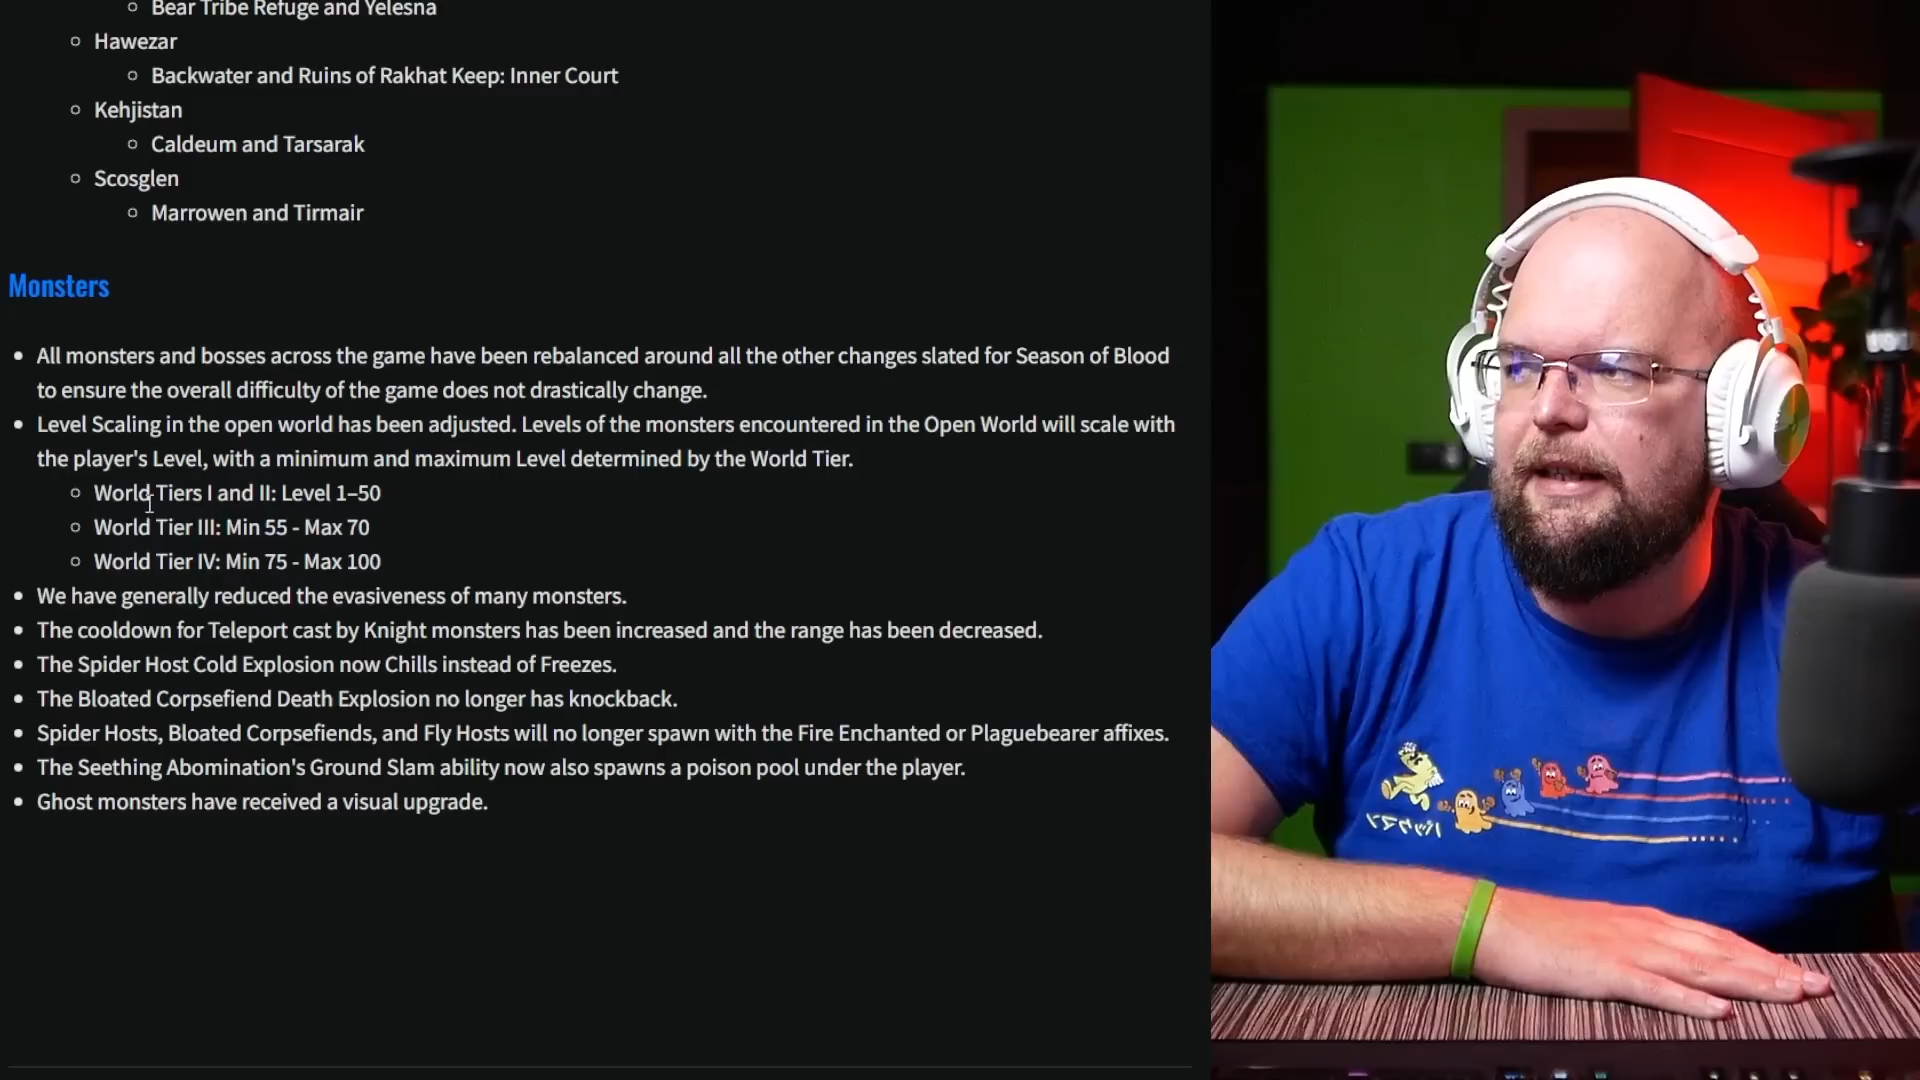 Bear Tribe Refuge and Yelesna
Hawezar
Backwater and Ruins of Rakhat Keep: Inner Court
Kehjistan
Caldeum and Tarsarak
Scosglen
Marrowen and Tirmair
Monsters
All monsters and bosses across the game have been rebalanced around all the other changes slated for Season of Blood
to ensure the overall difficulty of the game does not drastically change.
Level Scaling in the open world has been adjusted. Levels of the monsters encountered in the Open World will scale with
the player's Level, with a minimum and maximum Level determined by the World Tier.
World Tiers I and II: Level 1–50
World Tier III: Min 55 - Max 70
World Tier IV: Min 75 - Max 100
We have generally reduced the evasiveness of many monsters.
The cooldown for Teleport cast by Knight monsters has been increased and the range has been decreased.
The Spider Host Cold Explosion now Chills instead of Freezes.
The Bloated Corpsefiend Death Explosion no longer has knockback.
Spider Hosts, Bloated Corpsefiends, and Fly Hosts will no longer spawn with the Fire Enchanted or Plaguebearer affixes.
The Seething Abomination's Ground Slam ability now also spawns a poison pool under the player.
Ghost monsters have received a visual upgrade.